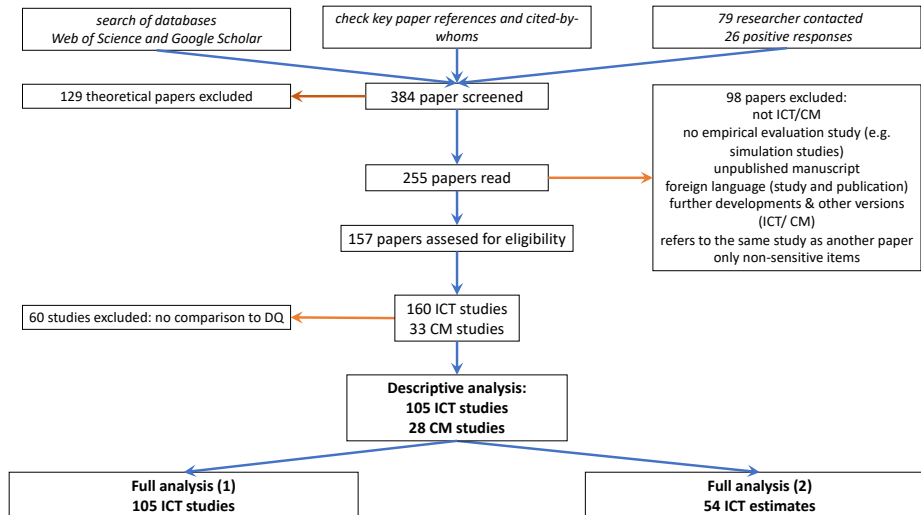 search of databases
Web of Science and Google Scholar
check key paper references and cited-by-
whoms
79 researcher contacted
26 positive responses
129 theoretical papers excluded
384 paper screened
98 papers excluded:
not ICT/CM
no empirical evaluation study (e.g.
simulation studies)
unpublished manuscript
foreign language (study and publication)
further developments & other versions
(ICT/ CM)
refers to the same study as another paper
only non-sensitive items
255 papers read
157 papers assesed for eligibility
60 studies excluded: no comparison to DQ
160 ICT studies
33 CM studies
Descriptive analysis:
105 ICT studies
28 CM studies
Full analysis (1)
105 ICT studies
Full analysis (2)
54 ICT estimates